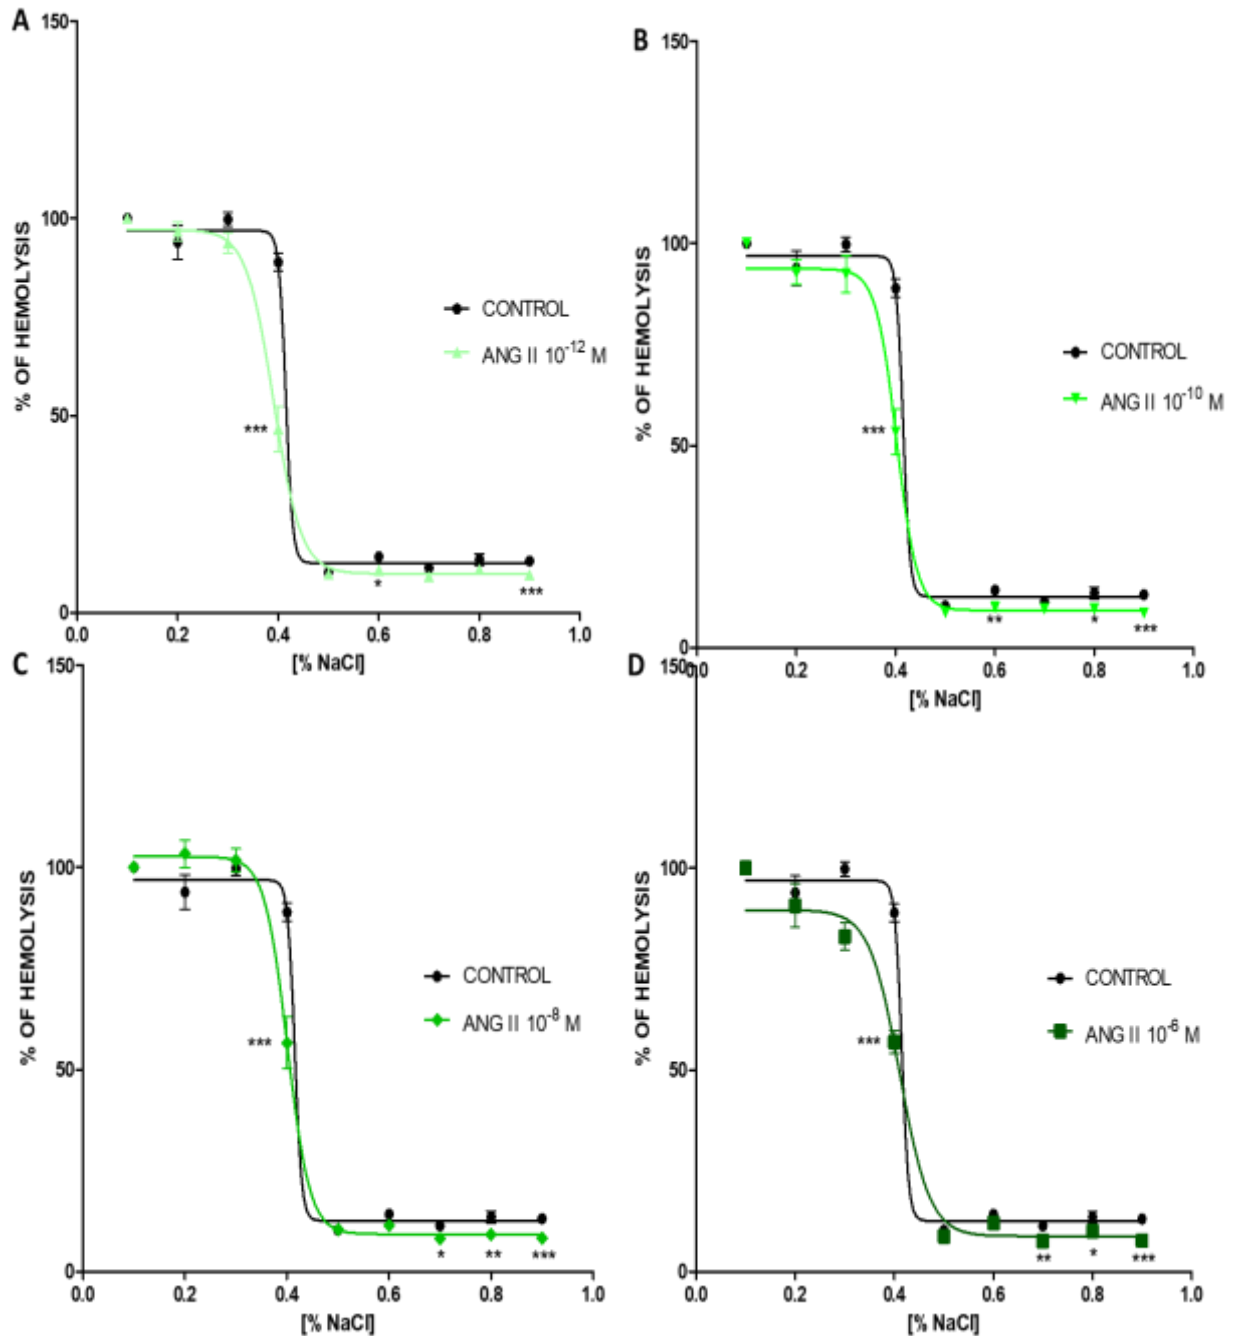 A
150
100
50
0
0.0 0.2 0.4 0.6 0.8 1.0
% OF HEMOLYSIS
[% NaCl]
CONTROL
ANG II 10⁻¹² M
***
*
***
B
150
100
50
0
0.0 0.2 0.4 0.6 0.8 1.0
% OF HEMOLYSIS
[% NaCl]
CONTROL
ANG II 10⁻¹⁰ M
***
**
*
***
C
150
100
50
0
0.0 0.2 0.4 0.6 0.8 1.0
% OF HEMOLYSIS
[% NaCl]
CONTROL
ANG II 10⁻⁸ M
***
*
**
***
D
150
100
50
0
0.0 0.2 0.4 0.6 0.8 1.0
% OF HEMOLYSIS
[% NaCl]
CONTROL
ANG II 10⁻⁶ M
***
**
*
***